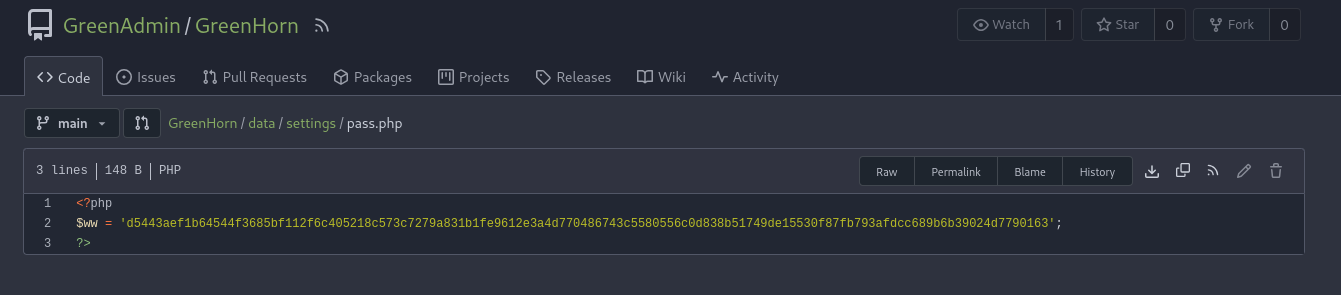 GreenAdmin / GreenHorn
Watch 1 Star 0 Fork 0
Code Issues Pull Requests Packages Projects Releases Wiki Activity
main GreenHorn / data / settings / pass.php
3 lines 148 B PHP Raw Permalink Blame History
1 <?php
2 $ww = 'd5443aef1b64544f3685bf112f6c405218c573c7279a831b1fe9612e3a4d770486743c5580556c0d838b51749de15530f87fb793afdcc689b6b39024d7790163';
3 ?>